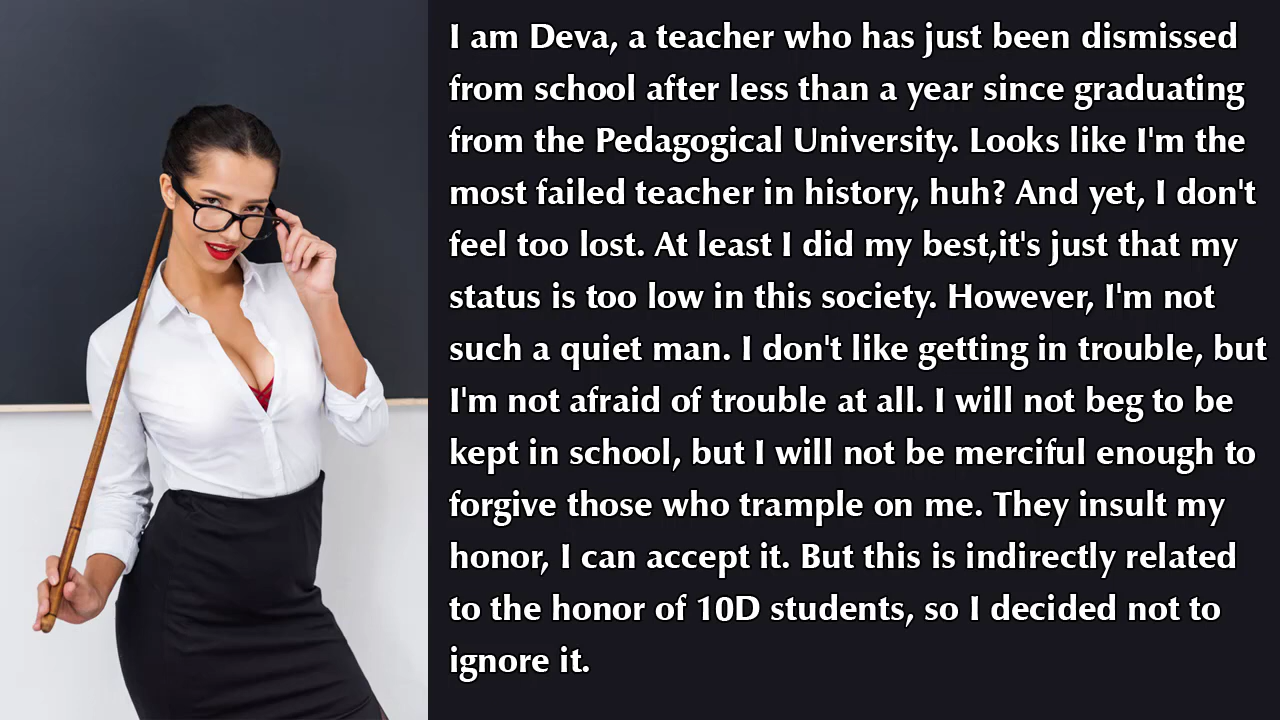 I am Deva, a teacher who has just been dismissed
from school after less than a year since graduating
from the Pedagogical University. Looks like I'm the
most failed teacher in history, huh? And yet, I don't
feel too lost. At least I did my best,it's just that my
status is too low in this society. However, I'm not
such a quiet man. I don't like getting in trouble, but
I'm not afraid of trouble at all. I will not beg to be
kept in school, but I will not be merciful enough to
forgive those who trample on me. They insult my
honor, I can accept it. But this is indirectly related
to the honor of 10D students, so I decided not to
ignore it.